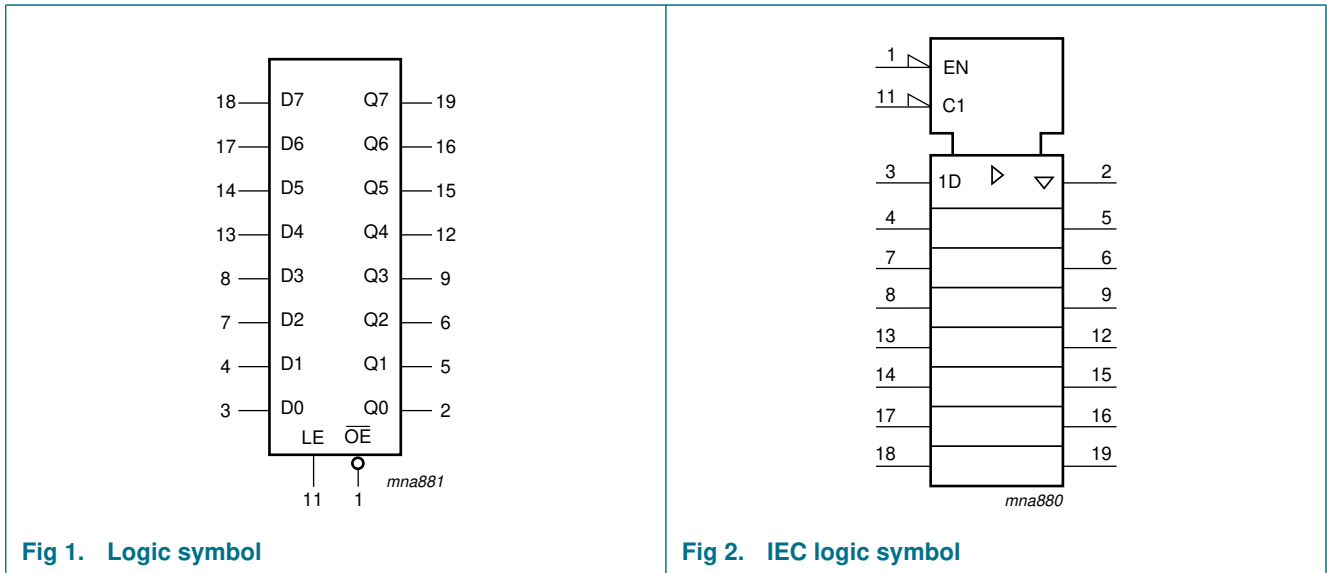 18 D7 Q7 19
17 D6 Q6 16
14 D5 Q5 15
13 D4 Q4 12
8 D3 Q3 9
7 D2 Q2 6
4 D1 Q1 5
3 D0 Q0 2
LE O̅E̅
11 1
mna881
Fig 1. Logic symbol
1 EN
11 C1
3 1D 2
4 5
7 6
8 9
13 12
14 15
17 16
18 19
mna880
Fig 2. IEC logic symbol